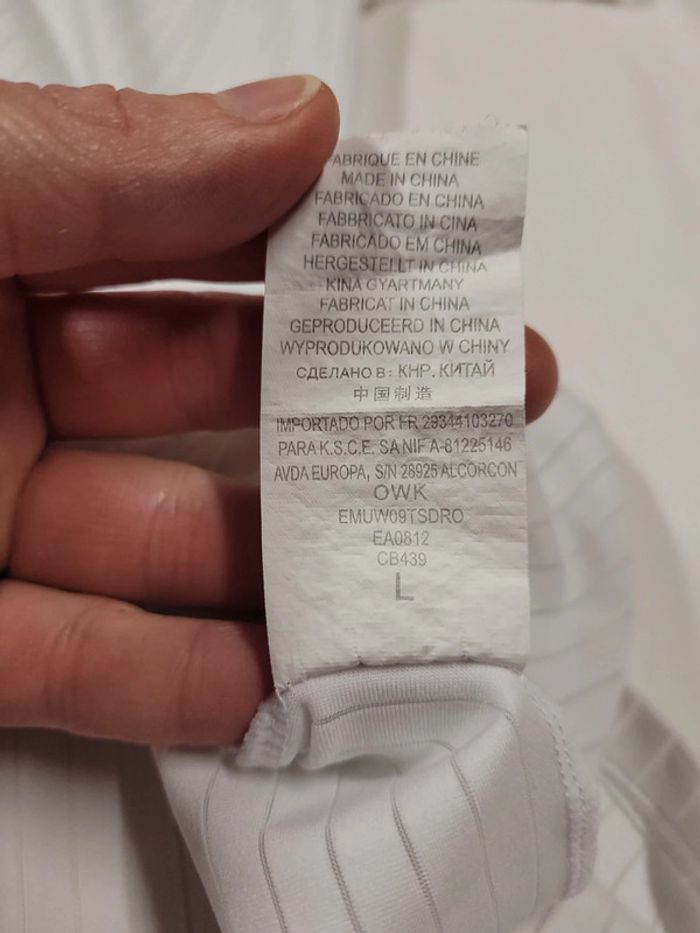 ABRIQUE EN CHINE
MADE IN CHINA
FABRICADO EN CHINA
FABBRICATO IN CINA
FABRICADO EM CHINA
HERGESTELLT IN CHINA
KINA GYARTMANY
FABRICAT IN CHINA
GEPRODUCEERD IN CHINA
WYPRODUKOWANO W CHINY
СДЕЛАНО В: КНР, КИТАЙ
中国制造
IMPORTADO POR FR 29344103270
PARA K.S.C.E. SA NIF A-81225146
AVDA EUROPA, S/N 28925 ALCORCON
OWK
EMUW09TSDRO
EA0812
CB439
L